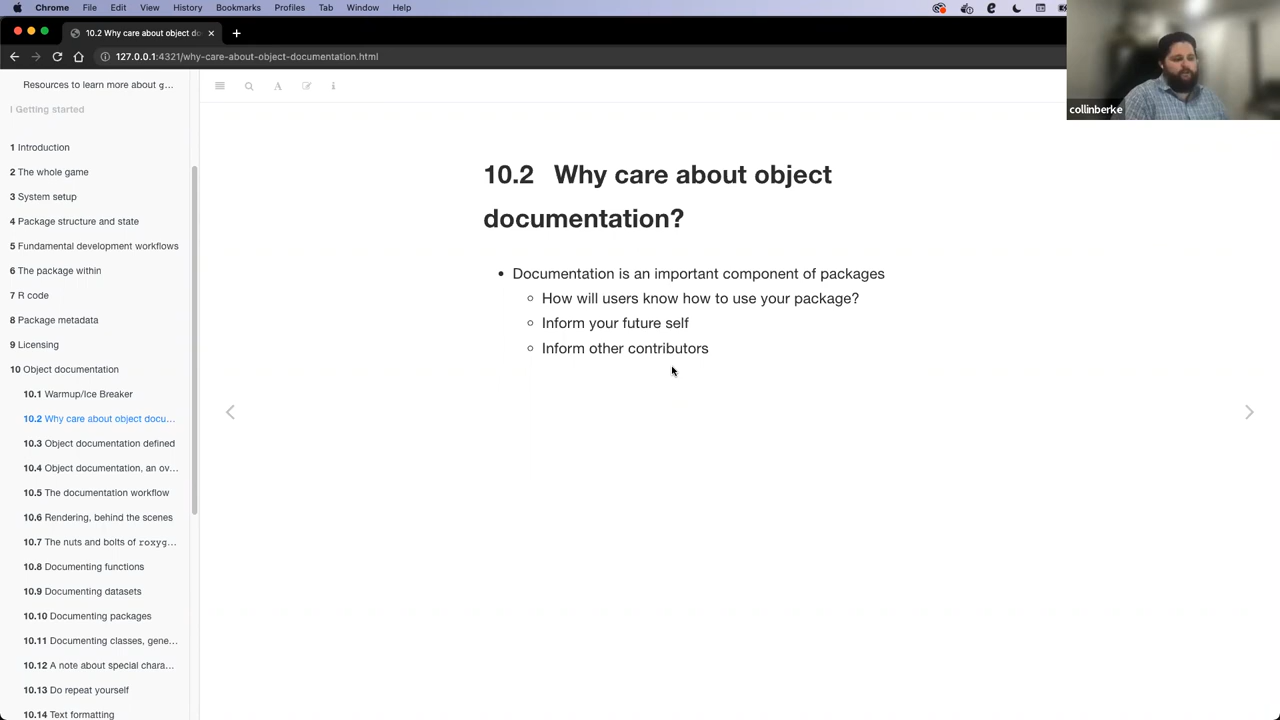 Chrome File Edit View History Bookmarks Profiles Tab Window Help
10.2 Why care about object do
127.0.0.1:4321/why-care-about-object-documentation.html
collinberke
Resources to learn more about g...
I Getting started
1 Introduction
2 The whole game
3 System setup
4 Package structure and state
5 Fundamental development workflows
6 The package within
7 R code
8 Package metadata
9 Licensing
10 Object documentation
10.1 Warmup/Ice Breaker
10.2 Why care about object docu...
10.3 Object documentation defined
10.4 Object documentation, an ov...
10.5 The documentation workflow
10.6 Rendering, behind the scenes
10.7 The nuts and bolts of roxyg...
10.8 Documenting functions
10.9 Documenting datasets
10.10 Documenting packages
10.11 Documenting classes, gene...
10.12 A note about special chara...
10.13 Do repeat yourself
10.14 Text formatting
10.2 Why care about object
documentation?
• Documentation is an important component of packages
◦ How will users know how to use your package?
◦ Inform your future self
◦ Inform other contributors